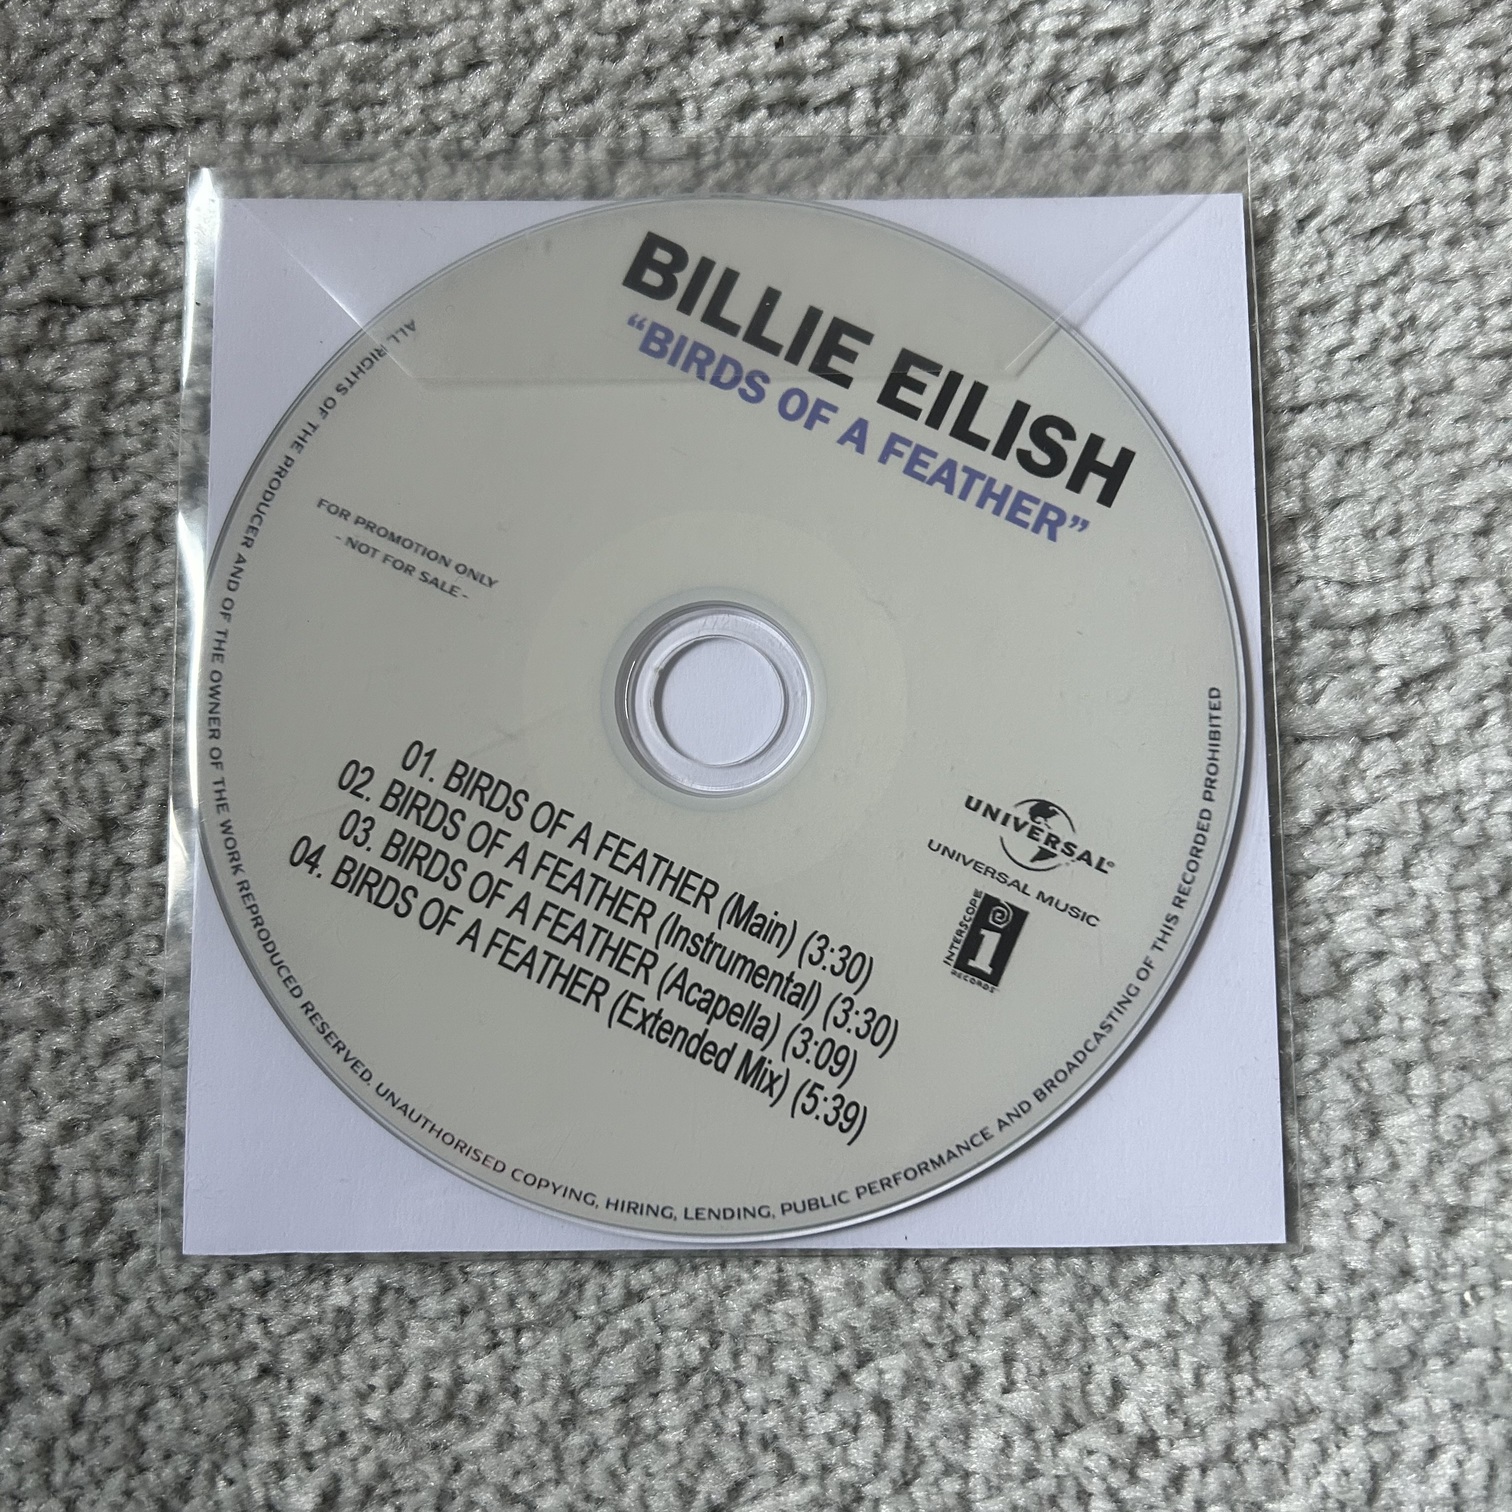 BILLIE EILISH
“BIRDS OF A FEATHER”
FOR PROMOTION ONLY
- NOT FOR SALE -
01. BIRDS OF A FEATHER (Main) (3:30)
02. BIRDS OF A FEATHER (Instrumental) (3:30)
03. BIRDS OF A FEATHER (Acapella) (3:09)
04. BIRDS OF A FEATHER (Extended Mix) (5:39)
UNIVERSAL
UNIVERSAL MUSIC
INTERSCOPE
i
RECORDS
ALL RIGHTS OF THE PRODUCER AND OF THE OWNER OF THE WORK REPRODUCED RESERVED. UNAUTHORISED COPYING, HIRING, LENDING, PUBLIC PERFORMANCE AND BROADCASTING OF THIS RECORDED PROHIBITED